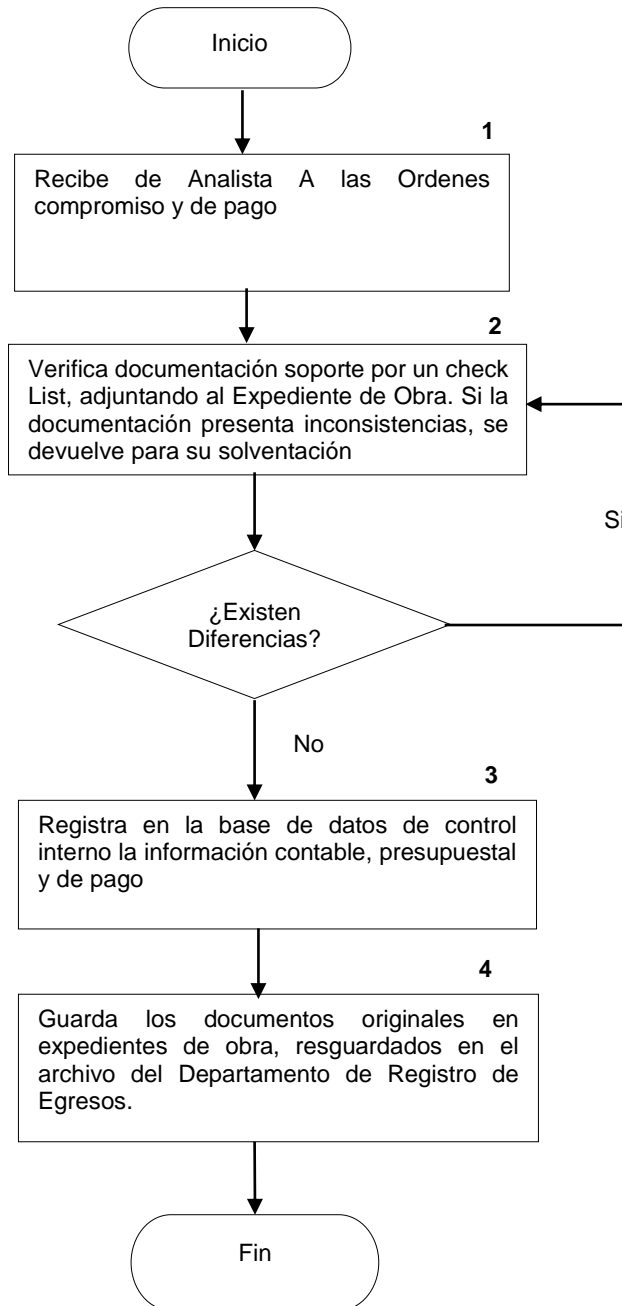 Inicio
1
Recibe de Analista A las Ordenes
compromiso y de pago
2
Verifica documentación soporte por un check
List, adjuntando al Expediente de Obra. Si la
documentación presenta inconsistencias, se
devuelve para su solventación
Si
¿Existen
Diferencias?
No
3
Registra en la base de datos de control
interno la información contable, presupuestal
y de pago
4
Guarda los documentos originales en
expedientes de obra, resguardados en el
archivo del Departamento de Registro de
Egresos.
Fin